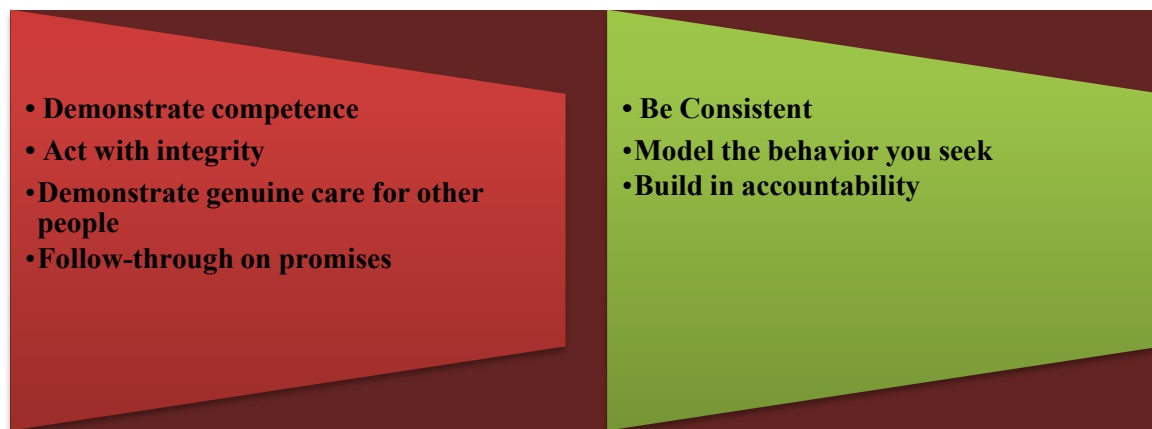 • Demonstrate competence
• Act with integrity
•Demonstrate genuine care for other
people
•Follow-through on promises
• Be Consistent
•Model the behavior you seek
•Build in accountability